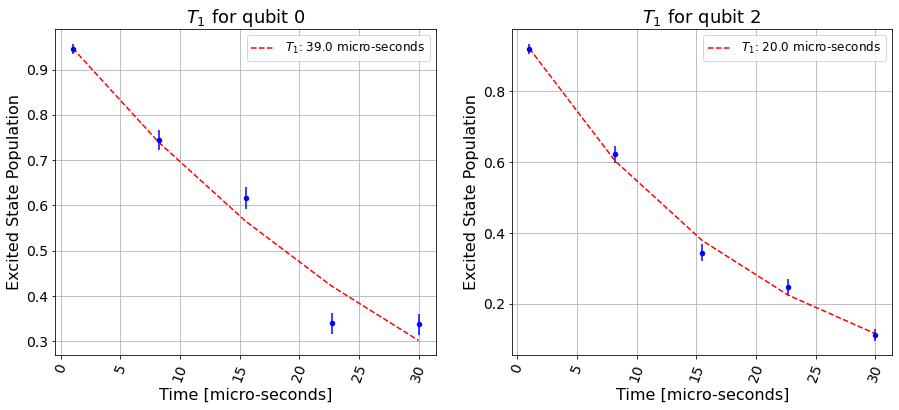 T₁ for qubit 0
T₁: 39.0 micro-seconds
Excited State Population
0.9
0.8
0.7
0.6
0.5
0.4
0.3
0 5 10 15 20 25 30
Time [micro-seconds]
T₁ for qubit 2
T₁: 20.0 micro-seconds
Excited State Population
0.8
0.6
0.4
0.2
0 5 10 15 20 25 30
Time [micro-seconds]